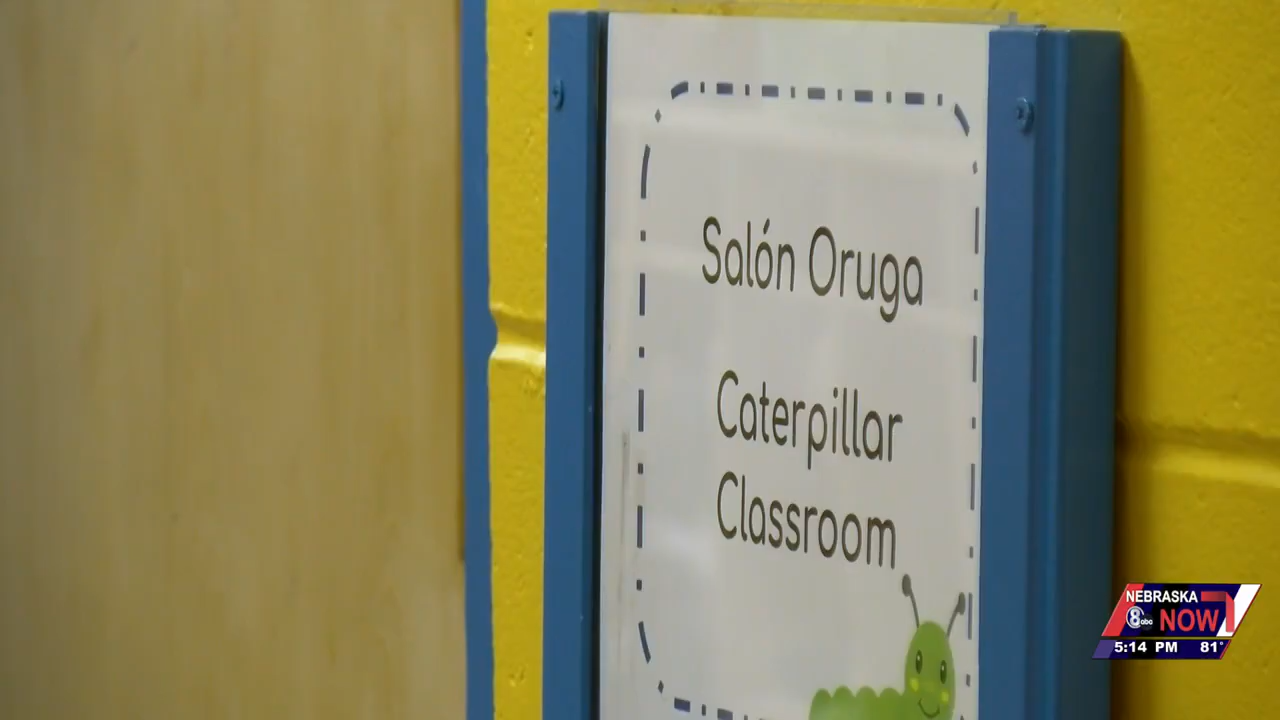 Salón Oruga
Caterpillar
Classroom
NEBRASKA
8 abc NOW
5:14 PM 81°